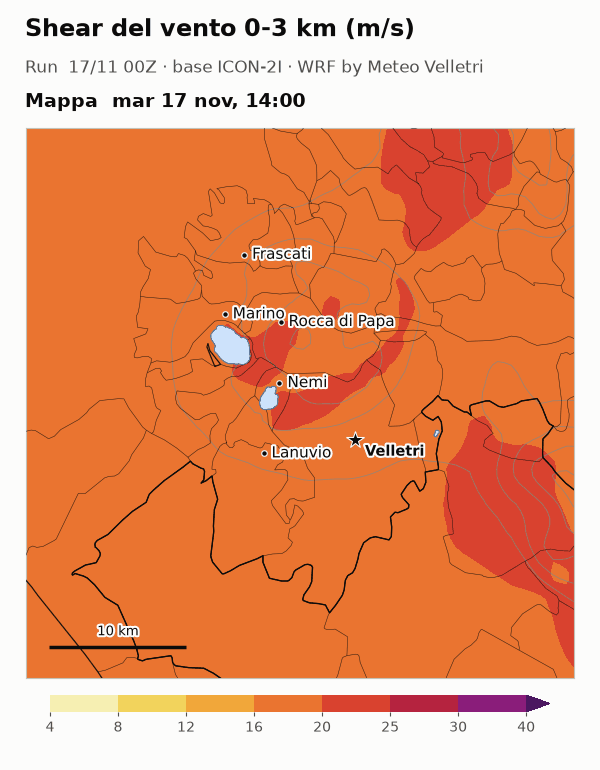 Shear del vento 0-3 km (m/s)
Run 17/11 00Z · base ICON-2I · WRF by Meteo Velletri
Mappa mar 17 nov, 14:00
Frascati
Marino
Rocca di Papa
Nemi
Velletri
Lanuvio
10 km
4 8 12 16 20 25 30 40